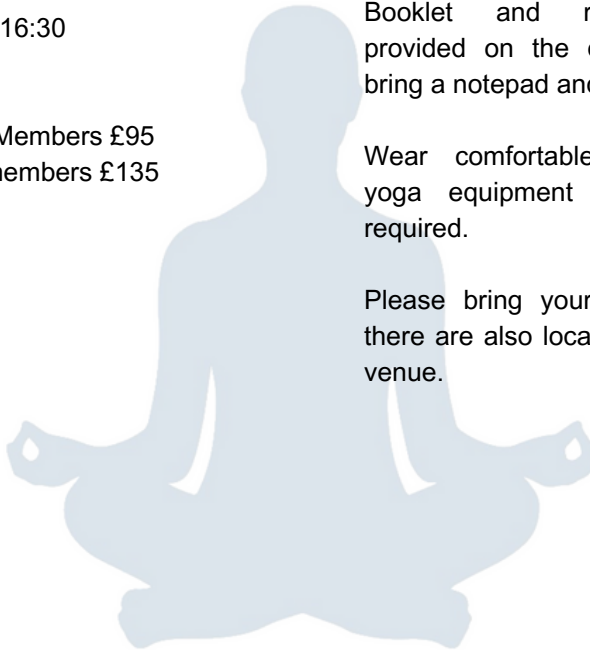 16:30
Members £95
members £135
Booklet and
provided on the
bring a notepad and
Wear comfortable
yoga equipment
required.
Please bring your
there are also
venue.